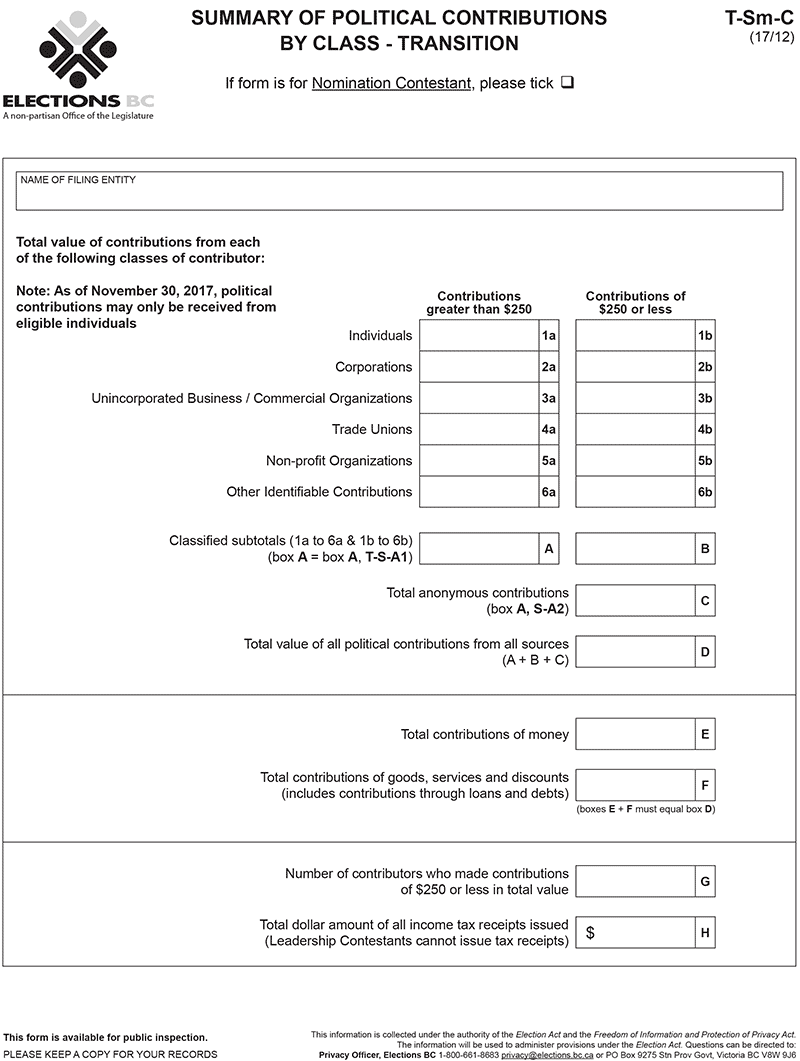 SUMMARY OF POLITICAL CONTRIBUTIONS
BY CLASS - TRANSITION
T-Sm-C
(17/12)
If form is for Nomination Contestant, please tick ❑
ELECTIONS BC
A non-partisan Office of the Legislature
NAME OF FILING ENTITY
Total value of contributions from each
of the following classes of contributor:
Note: As of November 30, 2017, political
contributions may only be received from
eligible individuals
Contributions
greater than $250
Contributions of
$250 or less
Individuals 1a 1b
Corporations 2a 2b
Unincorporated Business / Commercial Organizations 3a 3b
Trade Unions 4a 4b
Non-profit Organizations 5a 5b
Other Identifiable Contributions 6a 6b
Classified subtotals (1a to 6a & 1b to 6b)
(box A = box A, T-S-A1)
A B
Total anonymous contributions
(box A, S-A2)
C
Total value of all political contributions from all sources
(A + B + C)
D
Total contributions of money E
Total contributions of goods, services and discounts
(includes contributions through loans and debts)
F
(boxes E + F must equal box D)
Number of contributors who made contributions
of $250 or less in total value
G
Total dollar amount of all income tax receipts issued
(Leadership Contestants cannot issue tax receipts)
$ H
This form is available for public inspection.
PLEASE KEEP A COPY FOR YOUR RECORDS
This information is collected under the authority of the Election Act and the Freedom of Information and Protection of Privacy Act.
The information will be used to administer provisions under the Election Act. Questions can be directed to:
Privacy Officer, Elections BC 1-800-661-8683 privacy@elections.bc.ca or PO Box 9275 Stn Prov Govt, Victoria BC V8W 9J6